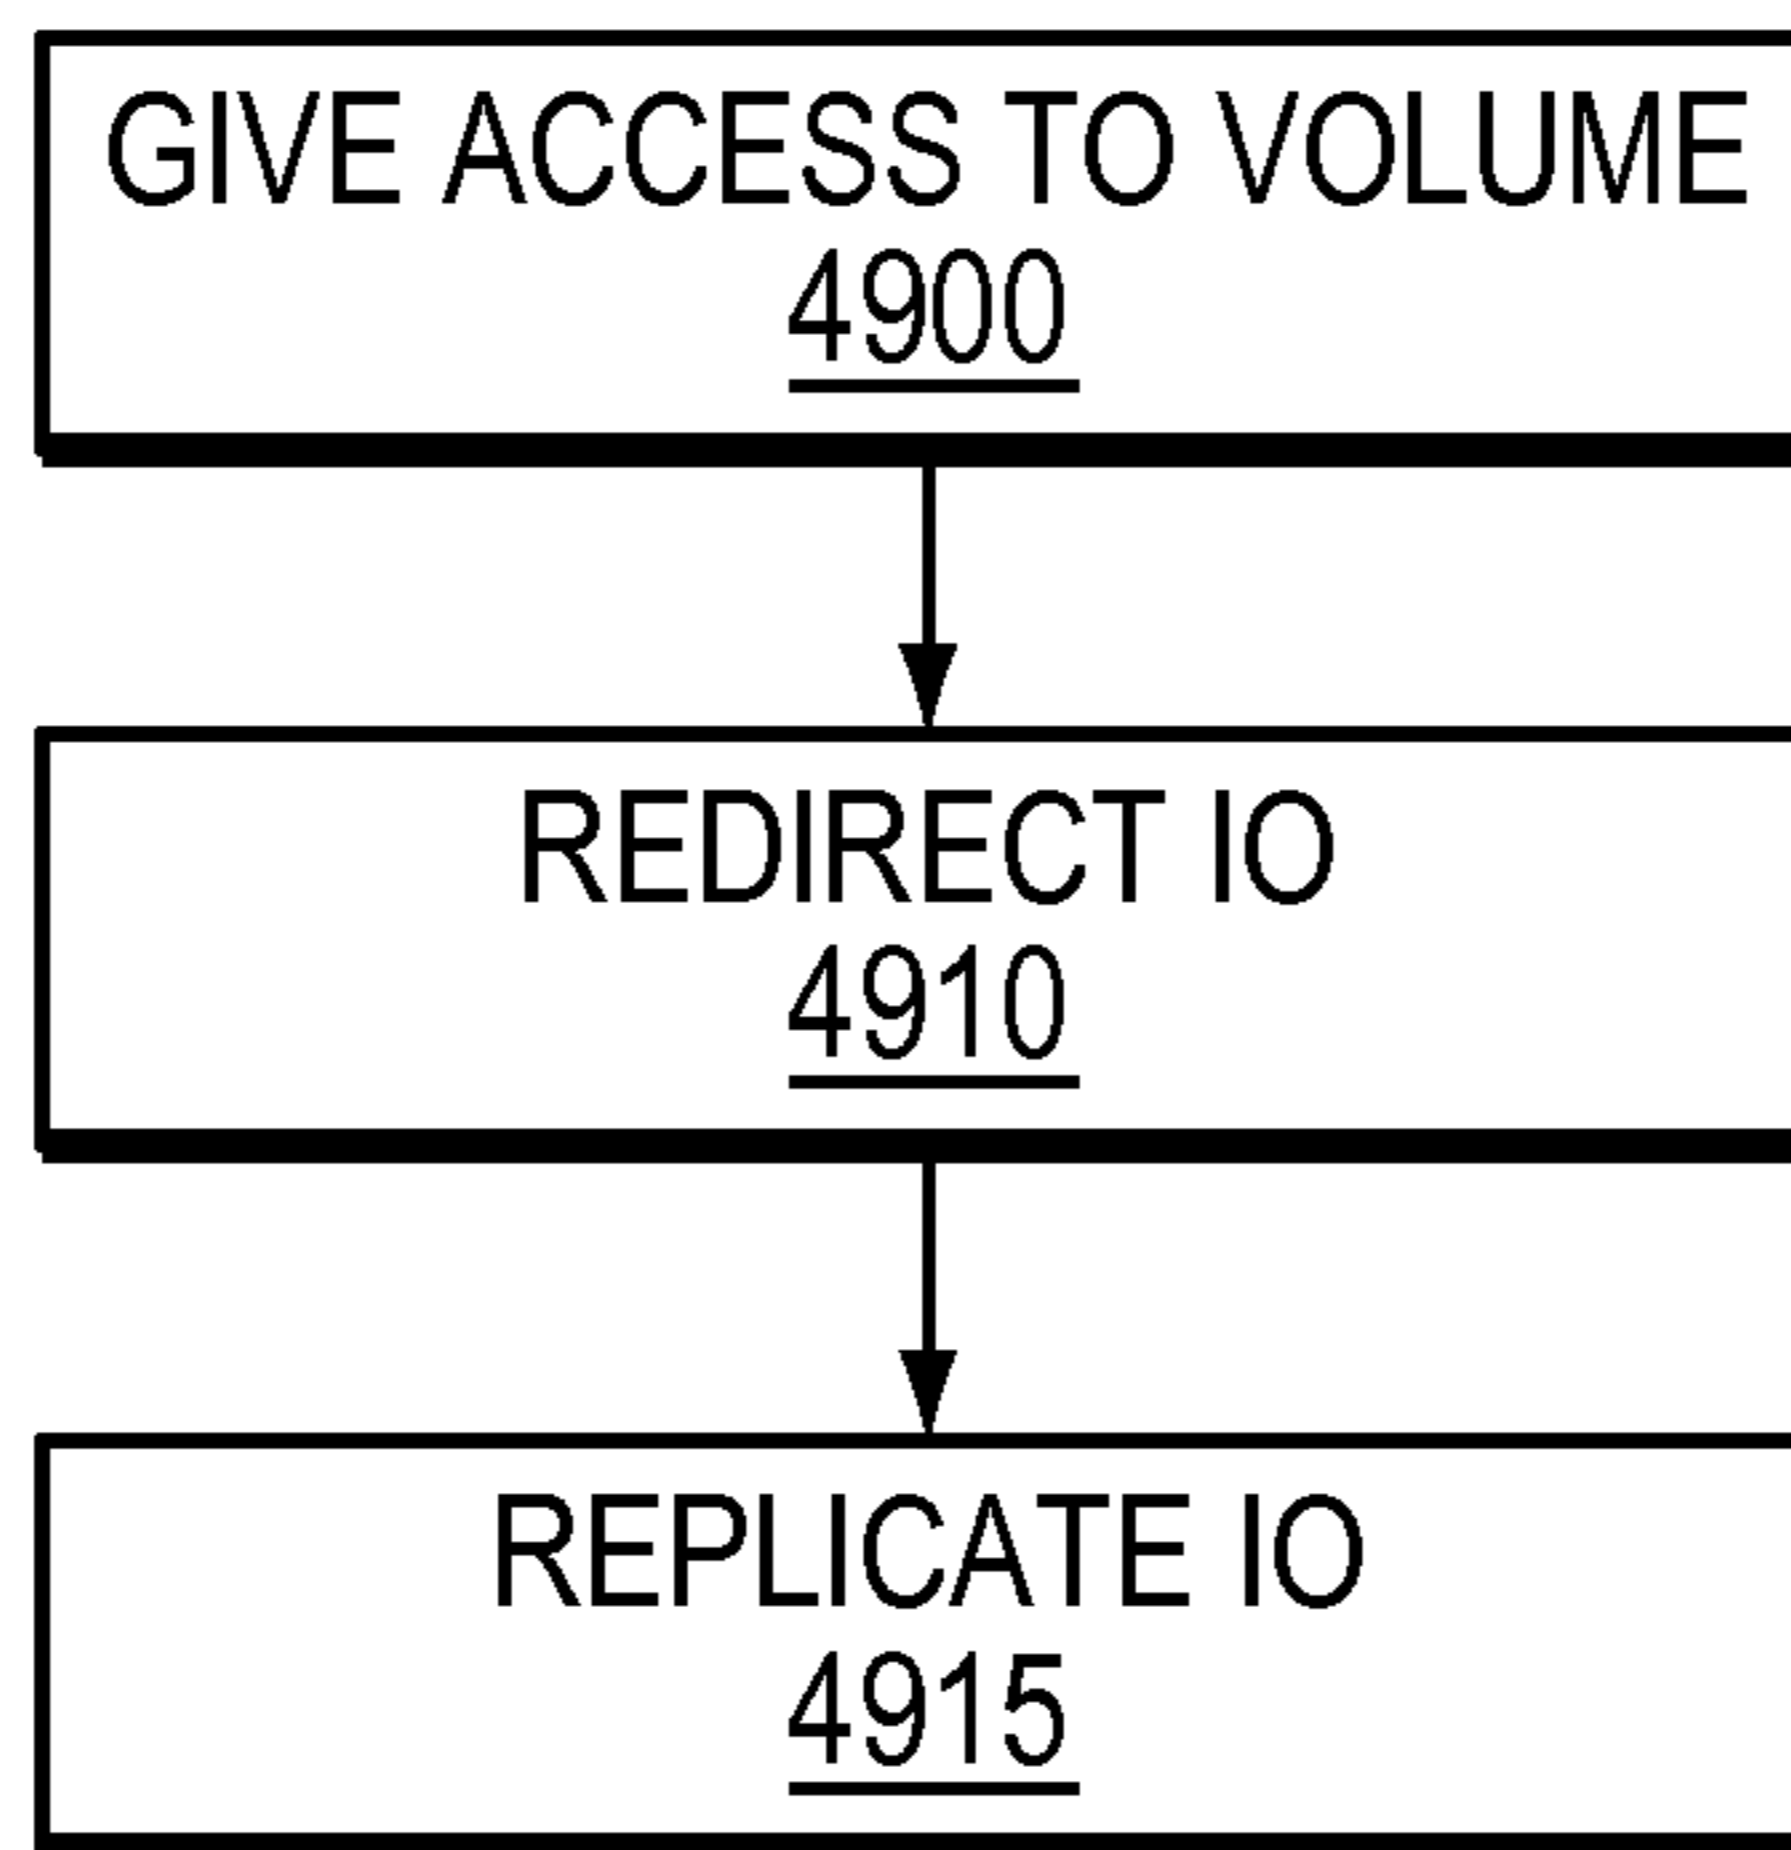 GIVE ACCESS TO VOLUME
4900
REDIRECT IO
4910
REPLICATE IO
4915